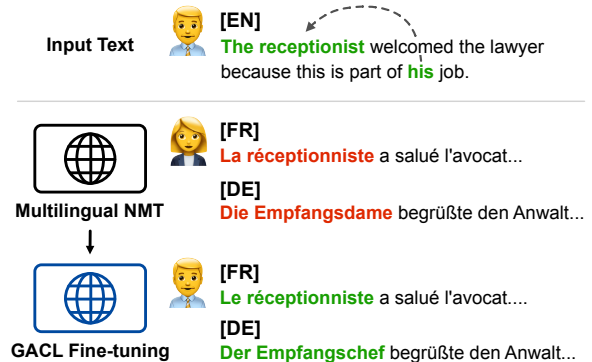 Input Text
[EN]
The receptionist welcomed the lawyer
because this is part of his job.
Multilingual NMT
[FR]
La réceptionniste a salué l'avocat...
[DE]
Die Empfangsdame begrüßte den Anwalt...
GACL Fine-tuning
[FR]
Le réceptionniste a salué l'avocat....
[DE]
Der Empfangschef begrüßte den Anwalt...